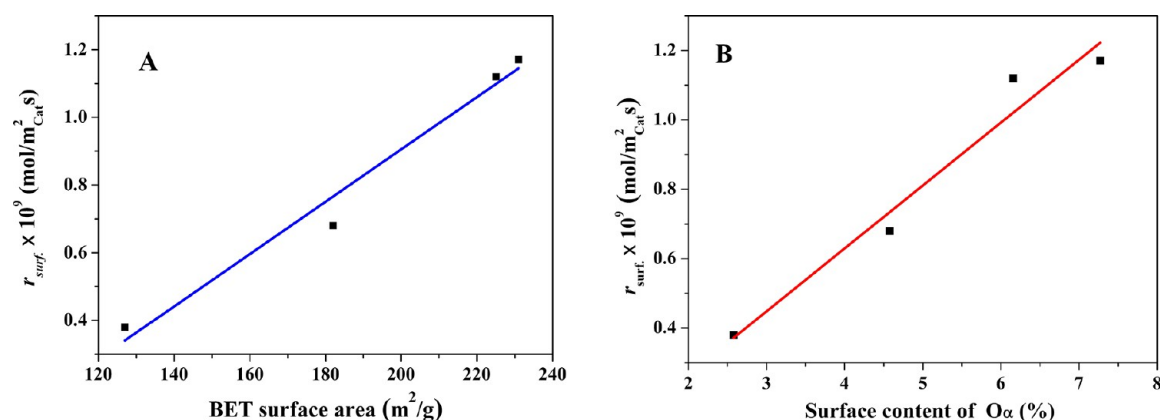 A
r surf. x 10^9 (mol/m^2_Cat s)
1.2
1.0
0.8
0.6
0.4
120 140 160 180 200 220 240
BET surface area (m^2/g)
B
r surf. x 10^9 (mol/m^2_Cat s)
1.2
1.0
0.8
0.6
0.4
2 3 4 5 6 7 8
Surface content of Oα (%)